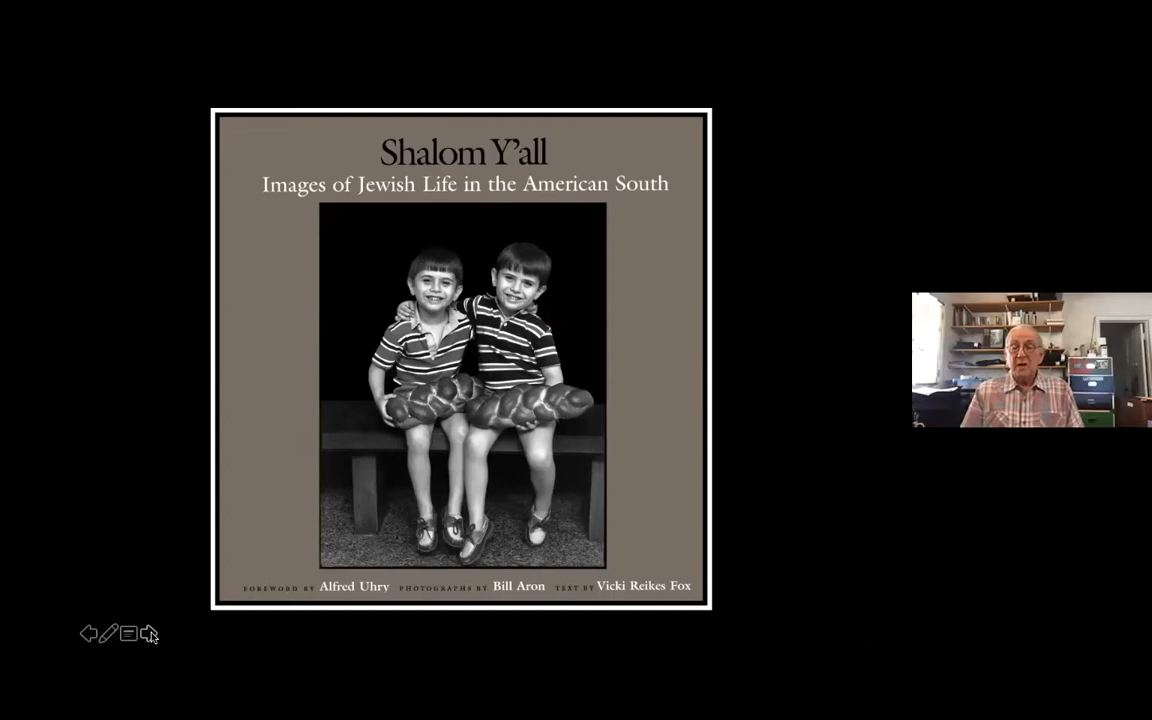 Shalom Y'all
Images of Jewish Life in the American South
FOREWORD BY Alfred Uhry PHOTOGRAPHS BY Bill Aron TEXT BY Vicki Reikes Fox